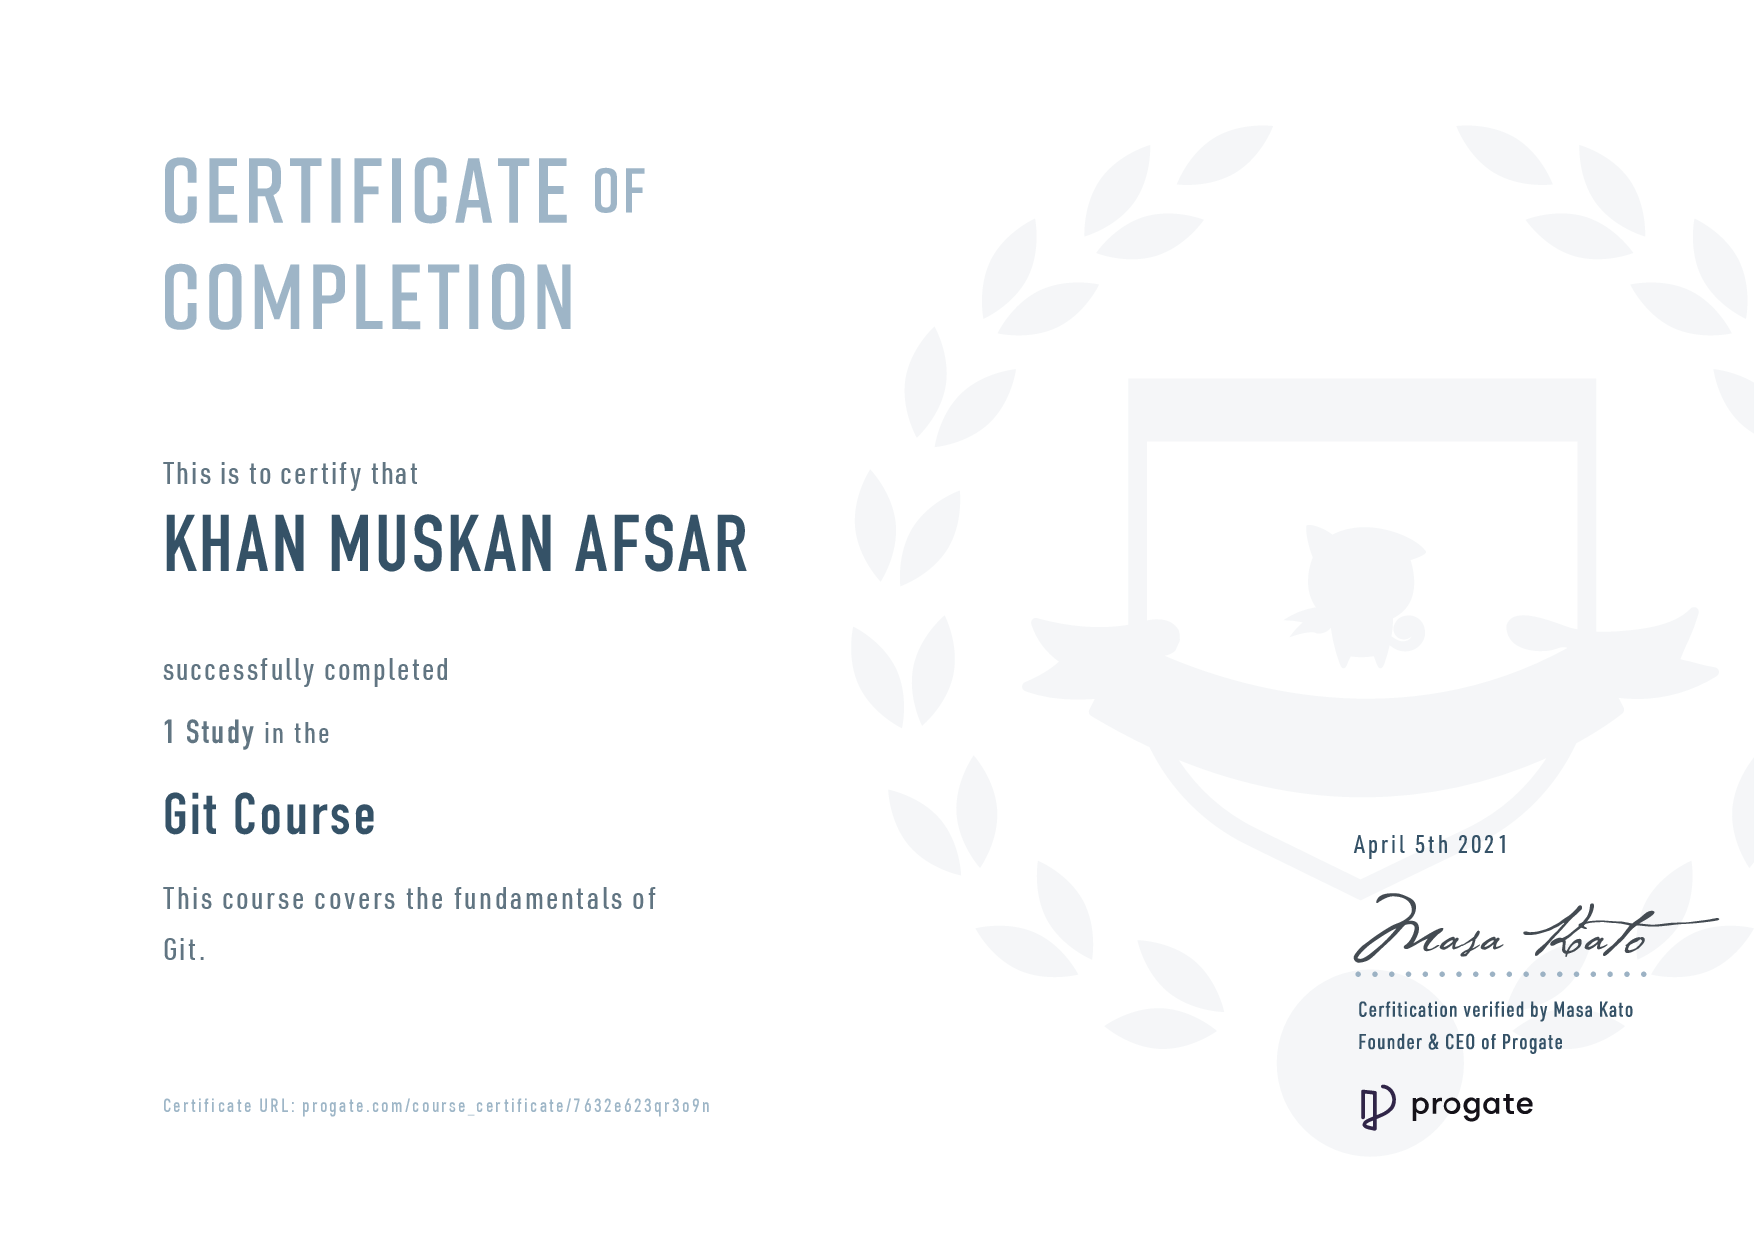 CERTIFICATE OF
COMPLETION
This is to certify that
KHAN MUSKAN AFSAR
successfully completed
1 Study in the
Git Course
This course covers the fundamentals of
Git.
April 5th 2021
Masa Kato
Cerfitication verified by Masa Kato
Founder & CEO of Progate
progate
Certificate URL: progate.com/course_certificate/7632e623qr3o9n